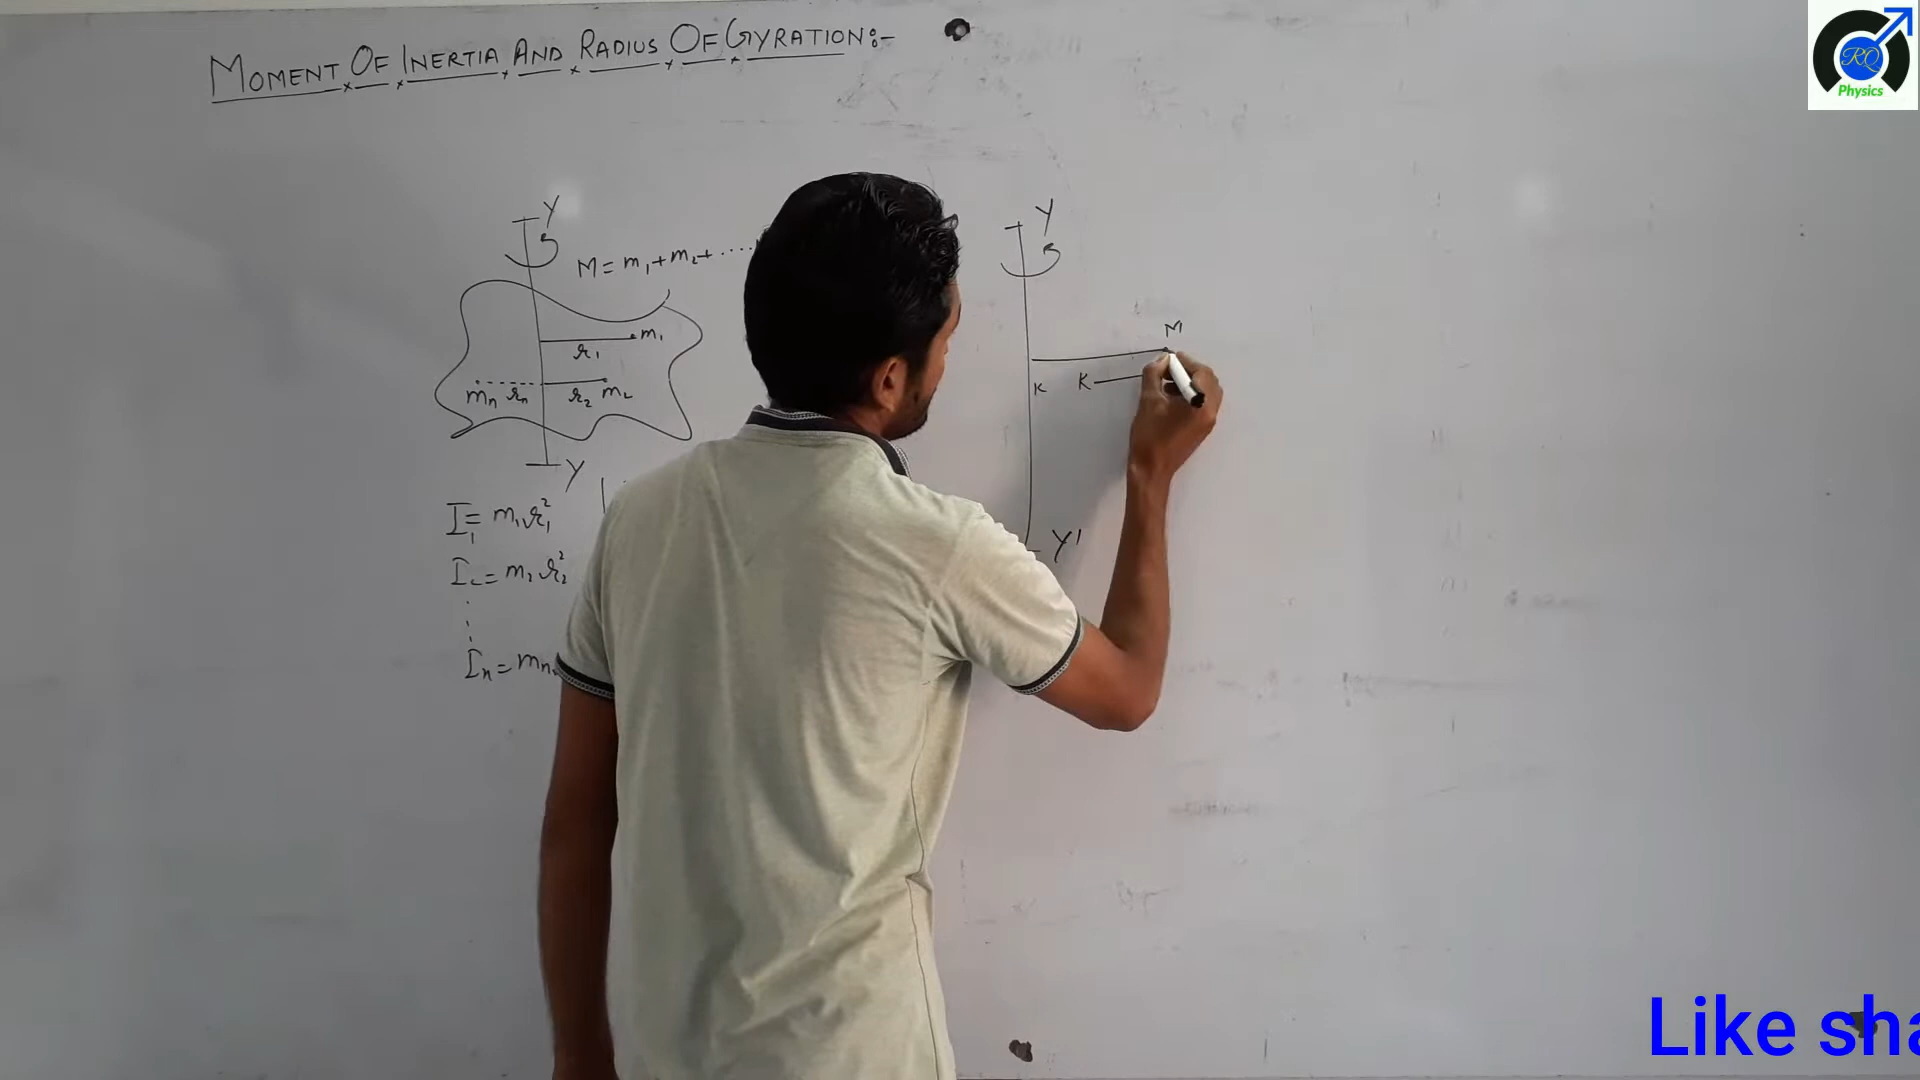 MOMENT OF INERTIA AND RADIUS OF GYRATION:-
RQ
Physics
Y
M = m₁ + m₂ + ....
m₁
r₁
mₙ rₙ
r₂ m₂
Y
I₁ = m₁r₁²
I₂ = m₂r₂²
Iₙ = mₙ
Y
M
K
K
Y'
Like sha